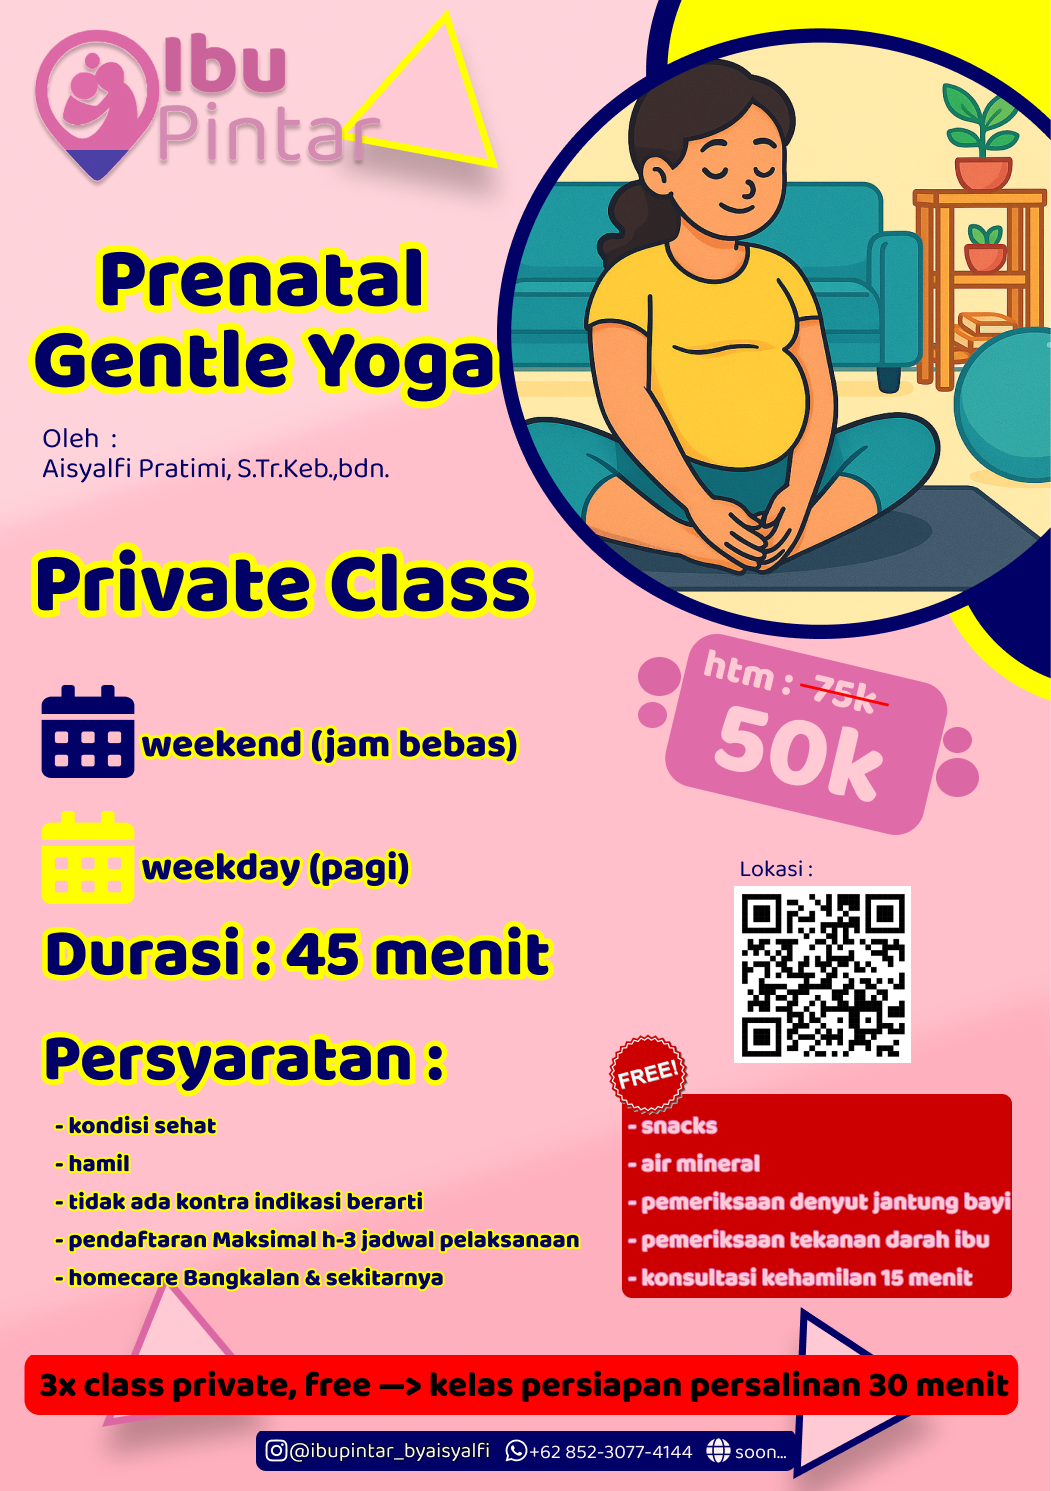 Ibu
Pintar
Prenatal
Gentle Yoga
Oleh :
Aisyalfi Pratimi, S.Tr.Keb.,bdn.
Private Class
htm : 75k
50k
weekend (jam bebas)
weekday (pagi)
Lokasi :
Durasi : 45 menit
Persyaratan :
- kondisi sehat
- hamil
- tidak ada kontra indikasi berarti
- pendaftaran Maksimal h-3 jadwal pelaksanaan
- homecare Bangkalan & sekitarnya
FREE!
- snacks
- air mineral
- pemeriksaan denyut jantung bayi
- pemeriksaan tekanan darah ibu
- konsultasi kehamilan 15 menit
3x class private, free —> kelas persiapan persalinan 30 menit
@ibupintar_byaisyalfi +62 852-3077-4144 soon...